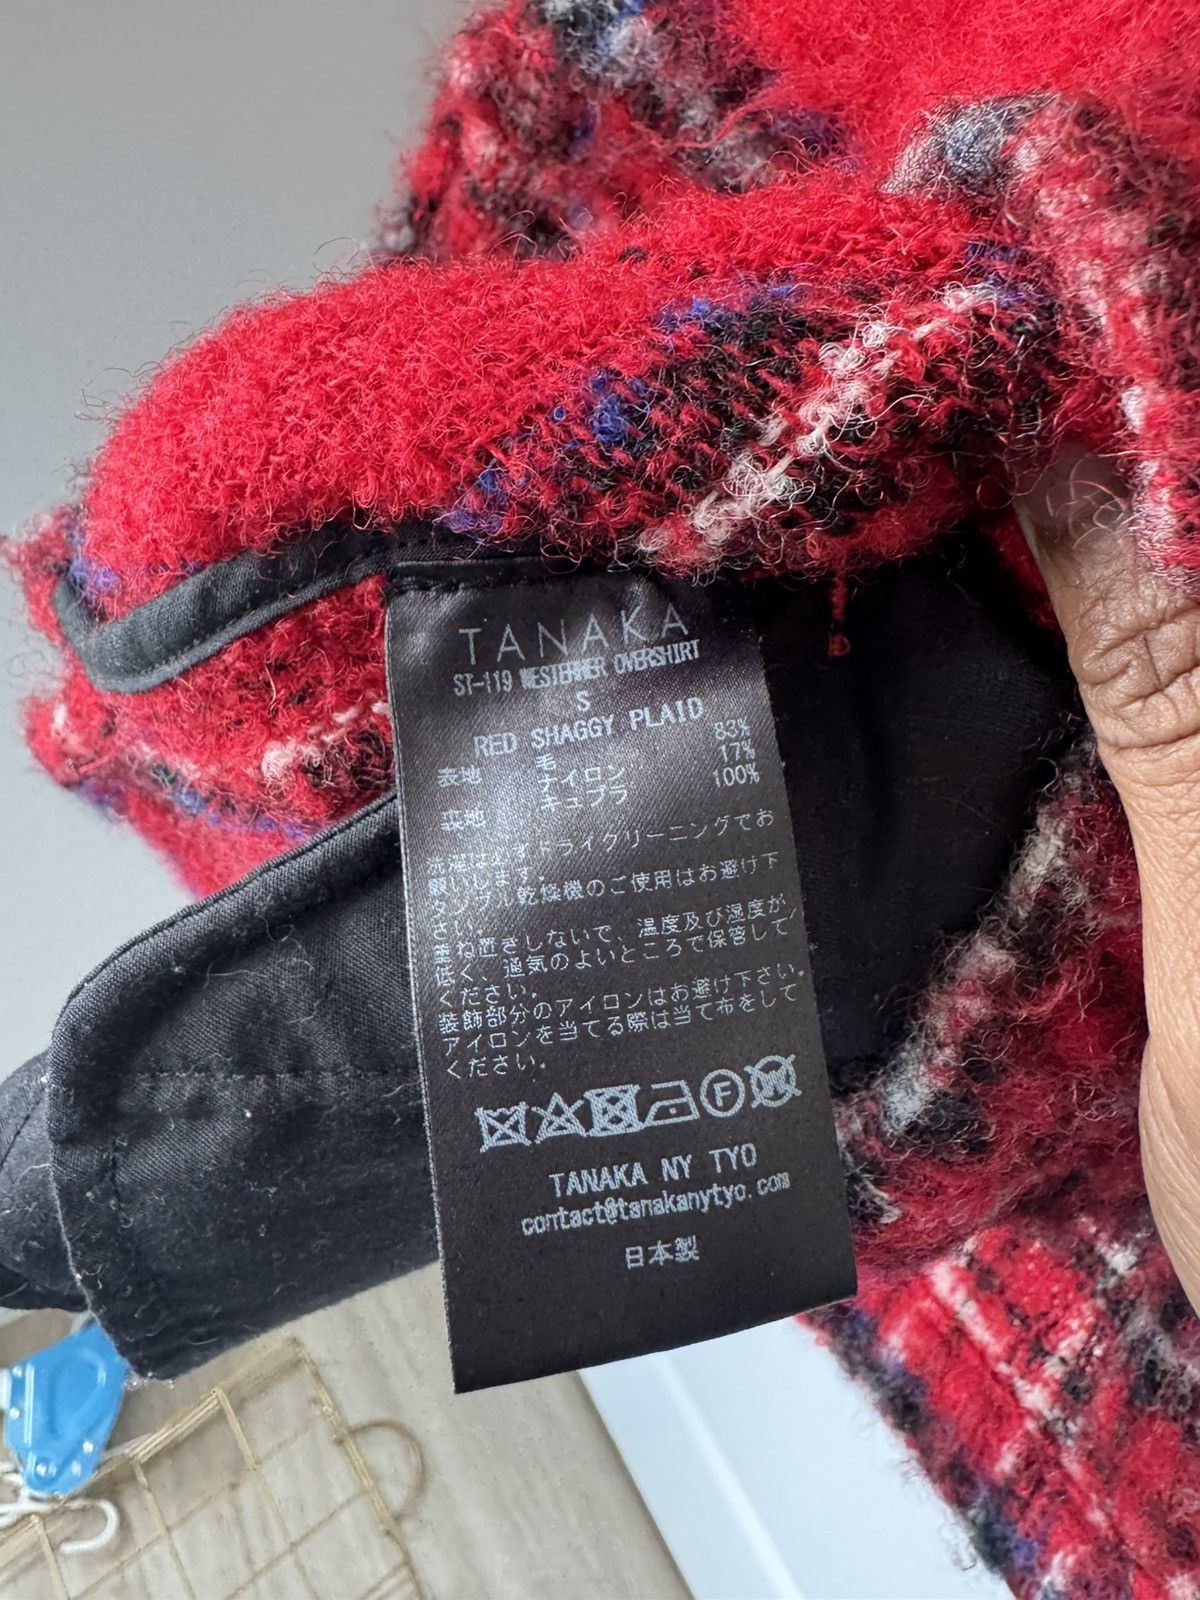 TANAKA
ST-119 WESTERNER OVERSHIRT
S
RED SHAGGY PLAID
表地 毛 83%
ナイロン 17%
裏地 キュプラ 100%
洗濯は必ずドライクリーニングでお
願いします。
タンブル乾燥機のご使用はお避け下
さい。
重ね置きしないで、温度及び湿度が
低く、通気のよいところで保管して
ください。
装飾部分のアイロンはお避け下さい。
アイロンを当てる際は当て布をして
ください。
F W
TANAKA NY TYO
contact@tanakanytyo.com
日本製